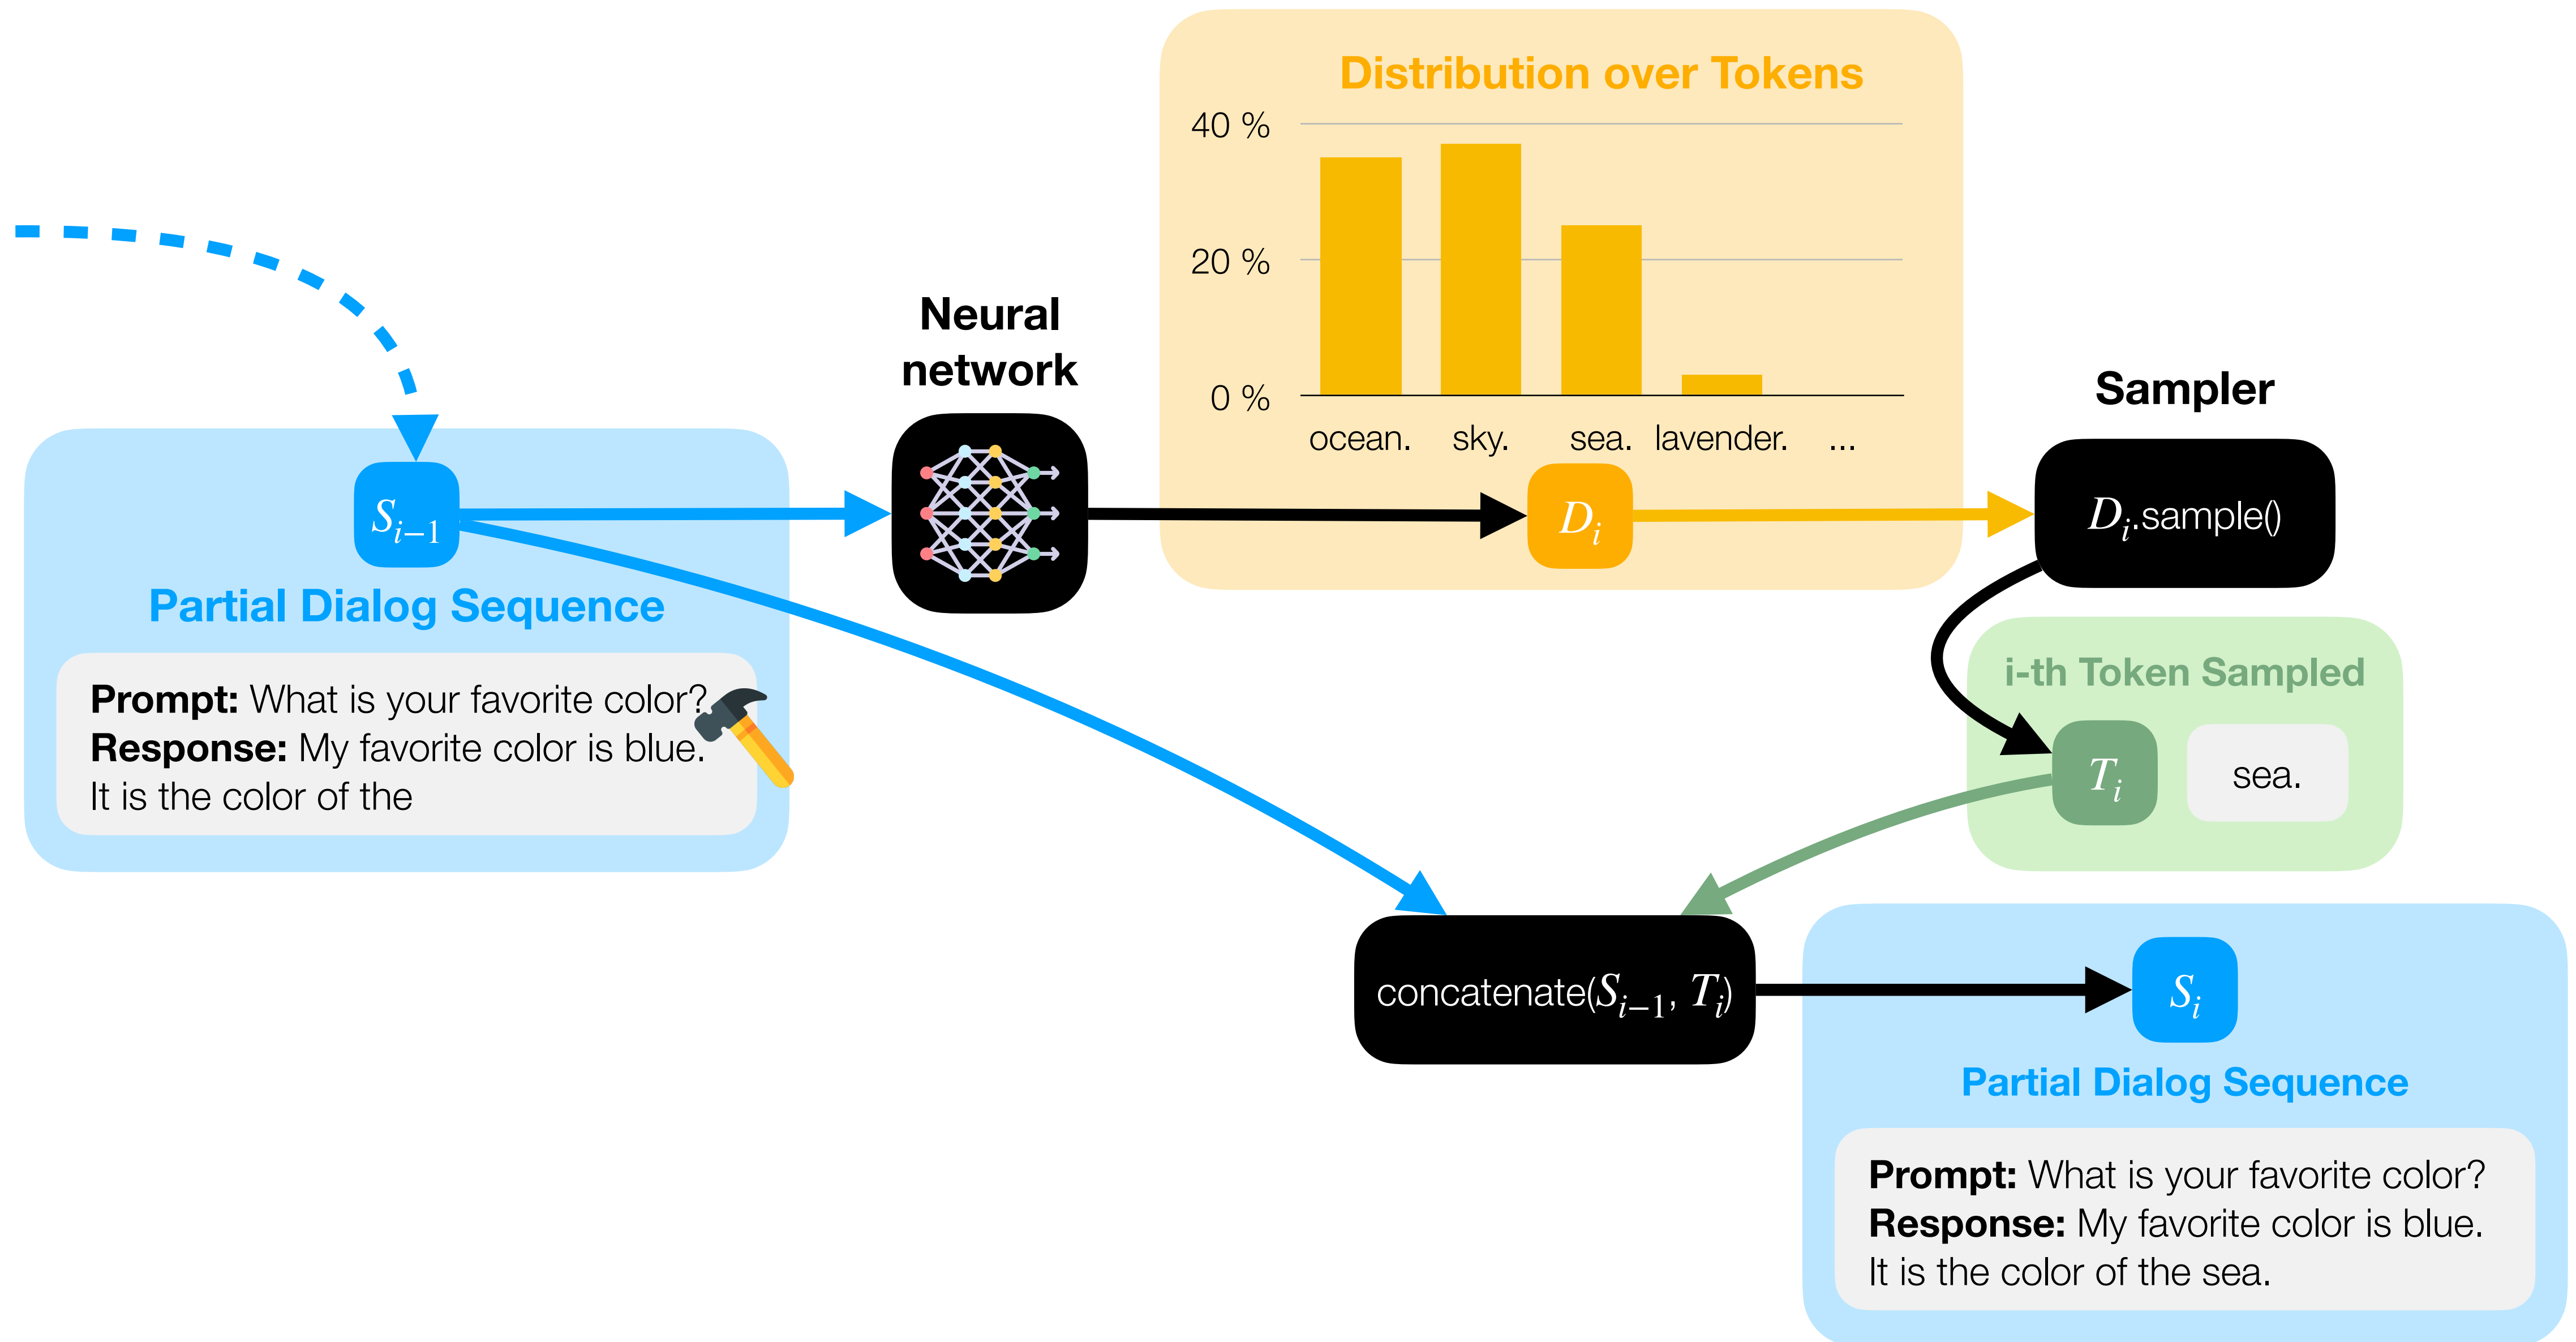 Distribution over Tokens
40 %
20 %
0 %
ocean. sky. sea. lavender. ...
Neural
network
Sampler
S_{i−1}
D_i
D_i.sample()
Partial Dialog Sequence
Prompt: What is your favorite color?
Response: My favorite color is blue.
It is the color of the
i-th Token Sampled
T_i
sea.
concatenate(S_{i−1}, T_i)
S_i
Partial Dialog Sequence
Prompt: What is your favorite color?
Response: My favorite color is blue.
It is the color of the sea.